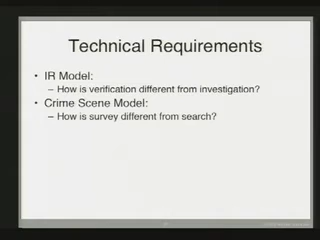 Technical Requirements
• IR Model:
– How is verification different from investigation?
• Crime Scene Model:
– How is survey different from search?